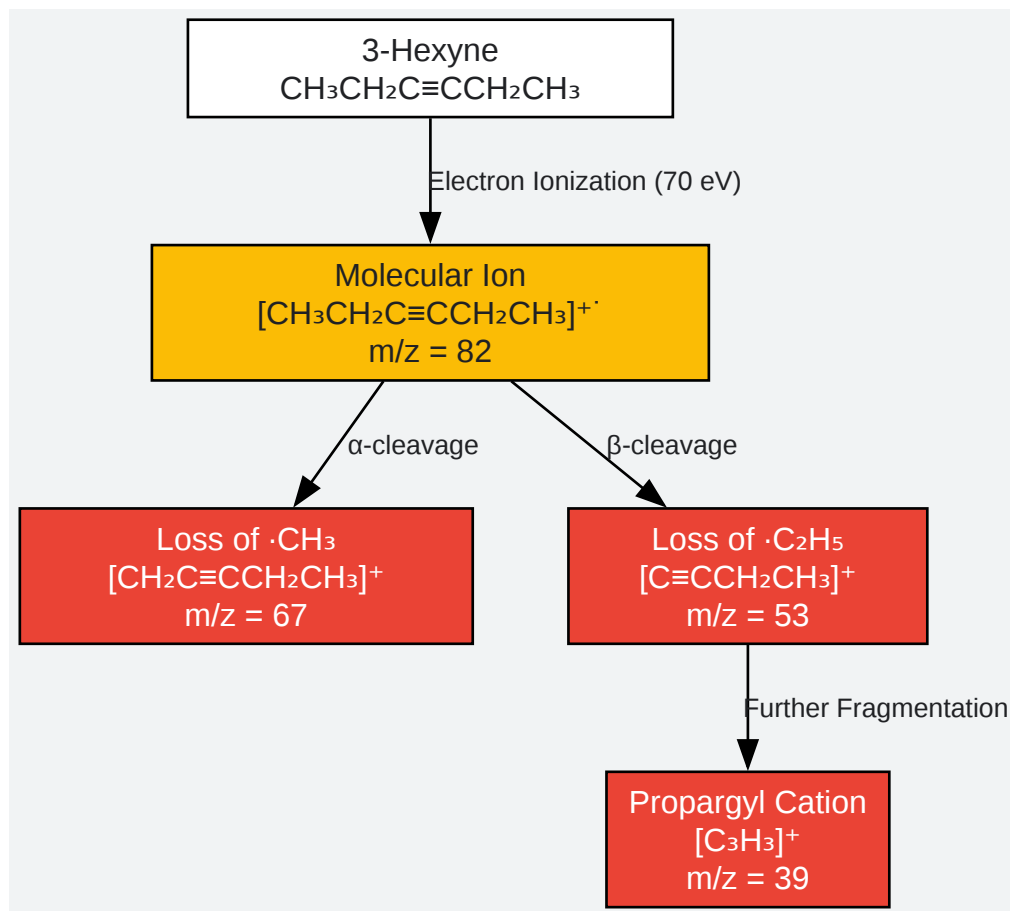 3-Hexyne
CH₃CH₂C≡CCH₂CH₃
Electron Ionization (70 eV)
Molecular Ion
[CH₃CH₂C≡CCH₂CH₃]⁺˙
m/z = 82
α-cleavage
β-cleavage
Loss of ·CH₃
[CH₂C≡CCH₂CH₃]⁺
m/z = 67
Loss of ·C₂H₅
[C≡CCH₂CH₃]⁺
m/z = 53
Further Fragmentation
Propargyl Cation
[C₃H₃]⁺
m/z = 39